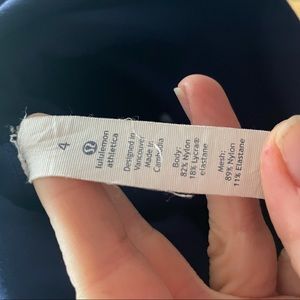 4
lululemon
athletica
Designed in
Vancouver
Made in
Cambodia
Body:
82% Nylon
18% Lycra®
elastane
Mesh:
89% Nylon
11% Elastane